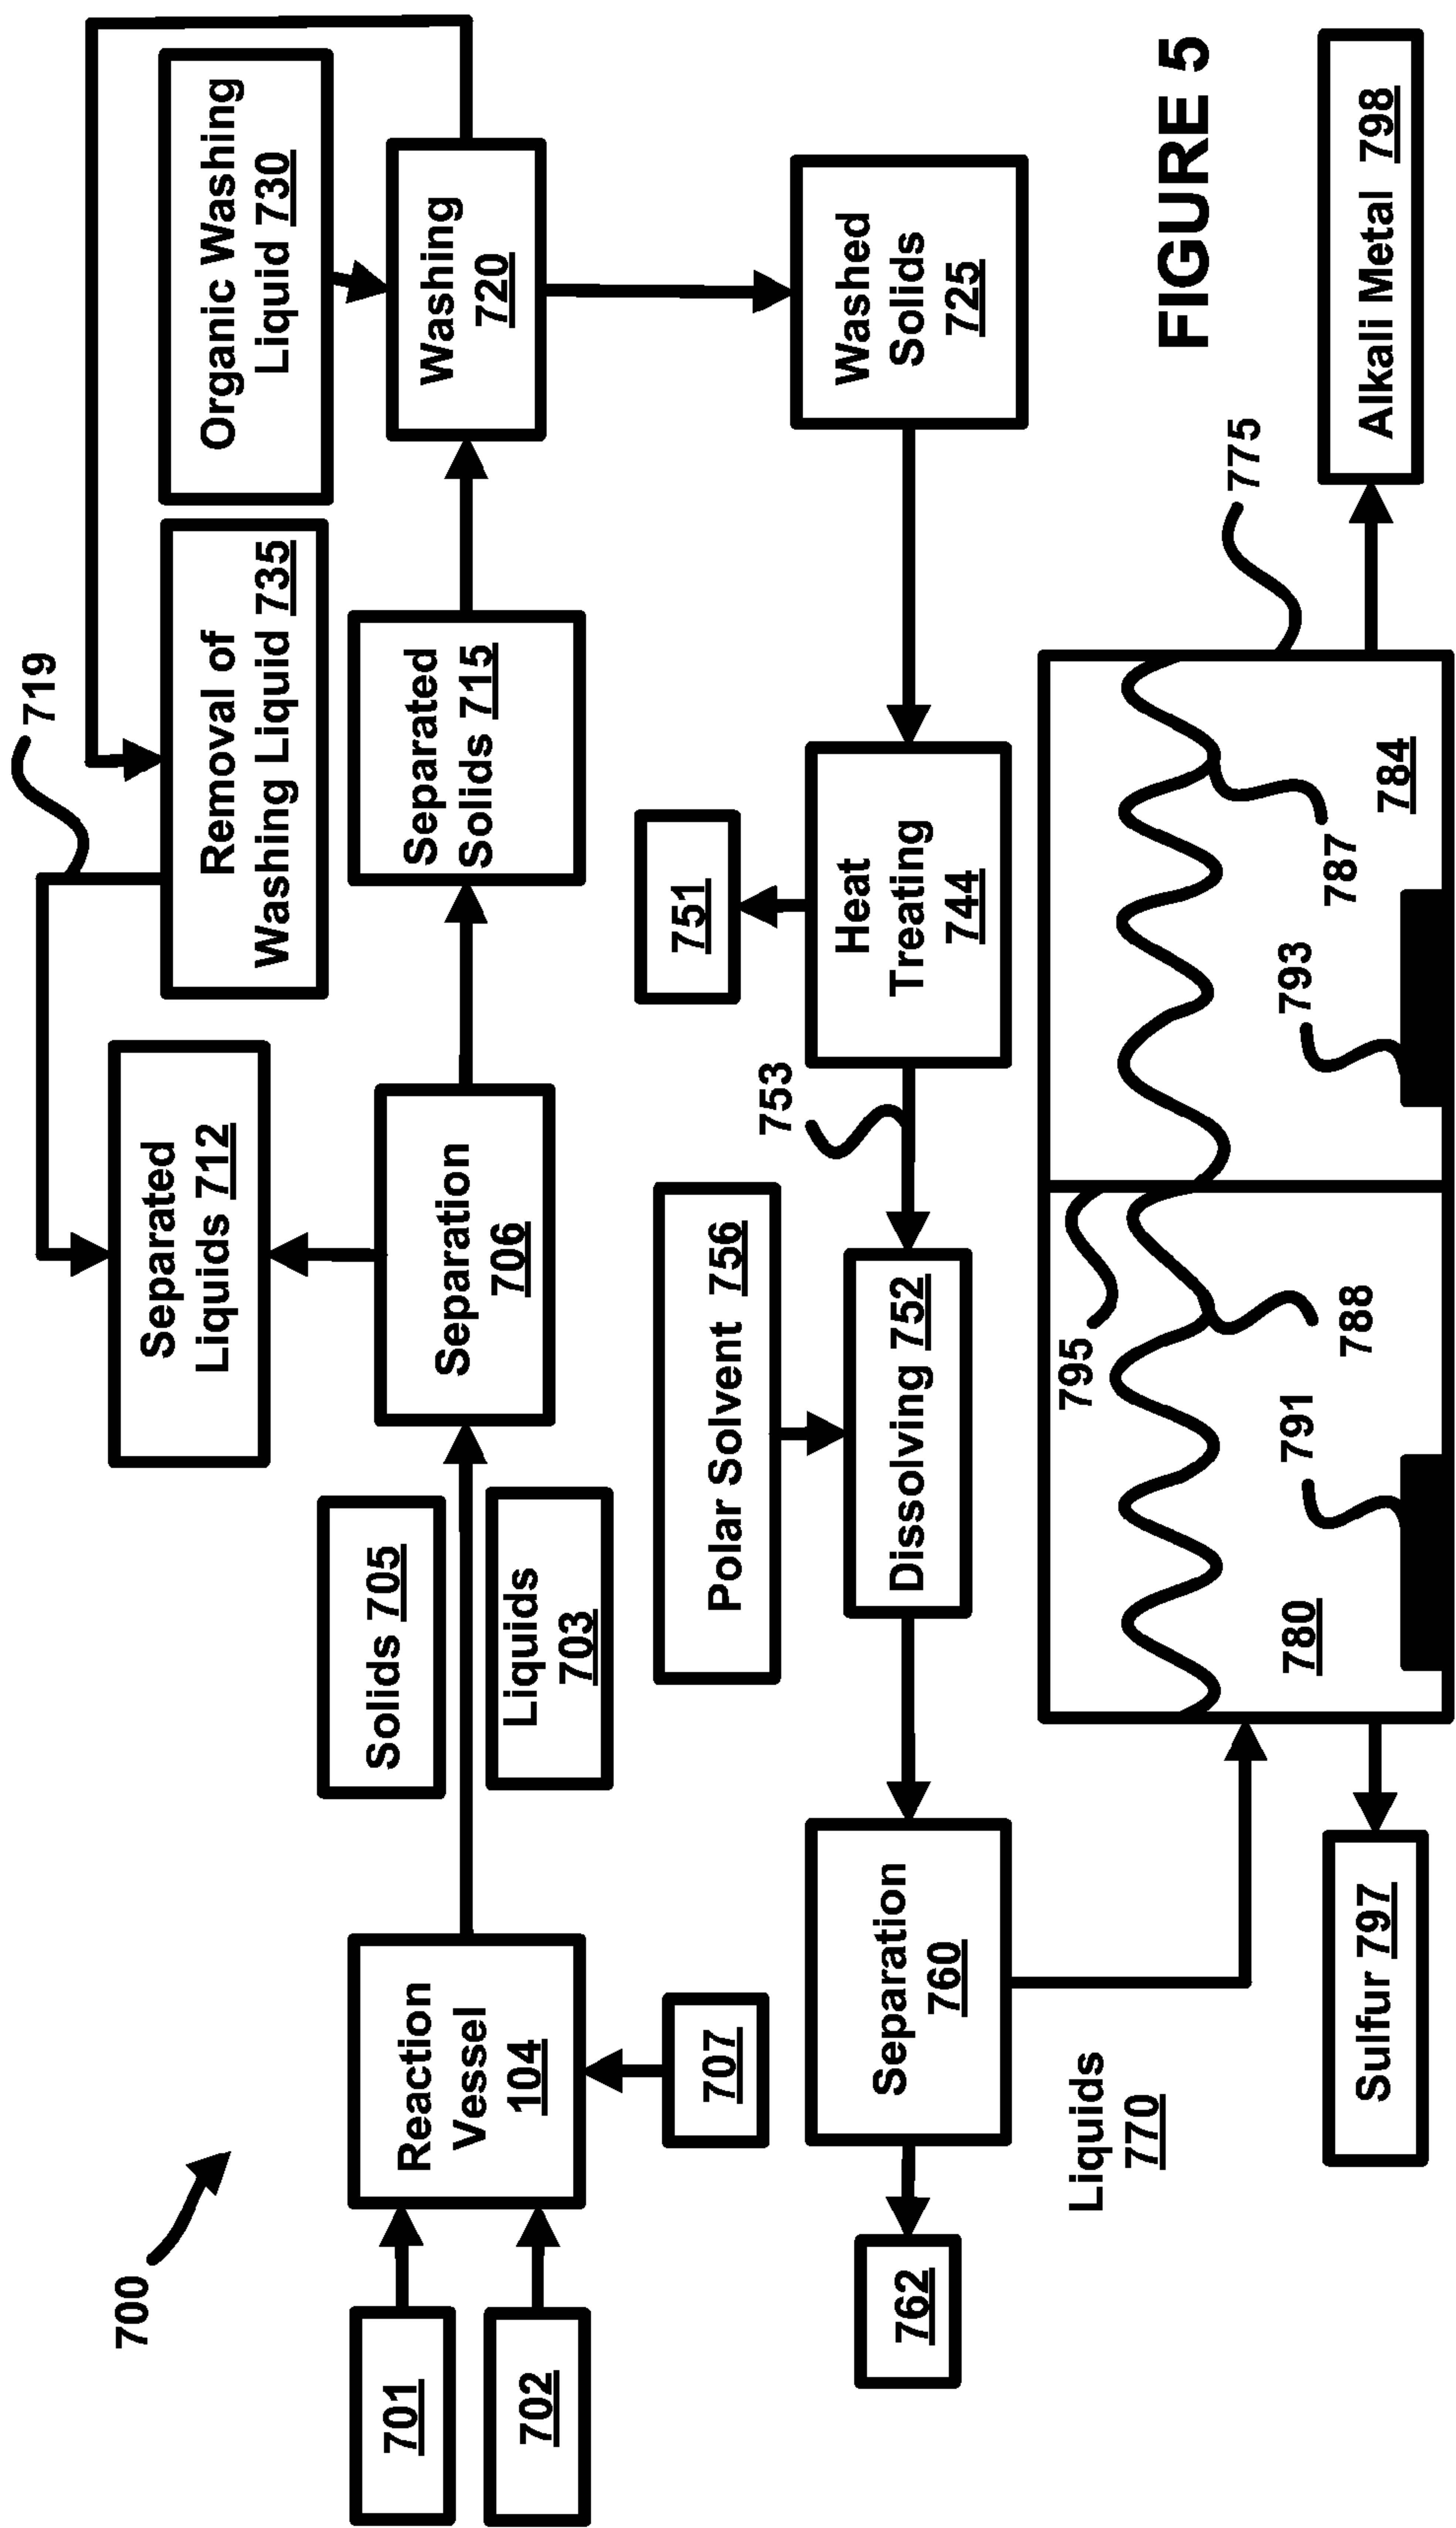 700
701
702
Reaction
Vessel
104
707
Solids 705
Liquids
703
Separation
706
Separated
Liquids 712
719
Removal of
Washing Liquid 735
Organic Washing
Liquid 730
Separated
Solids 715
Washing
720
Washed
Solids
725
751
Heat
Treating
744
753
Polar Solvent 756
Dissolving 752
Separation
760
762
Liquids
770
775
795
788
787
791
793
780
784
Sulfur 797
Alkali Metal 798
FIGURE 5